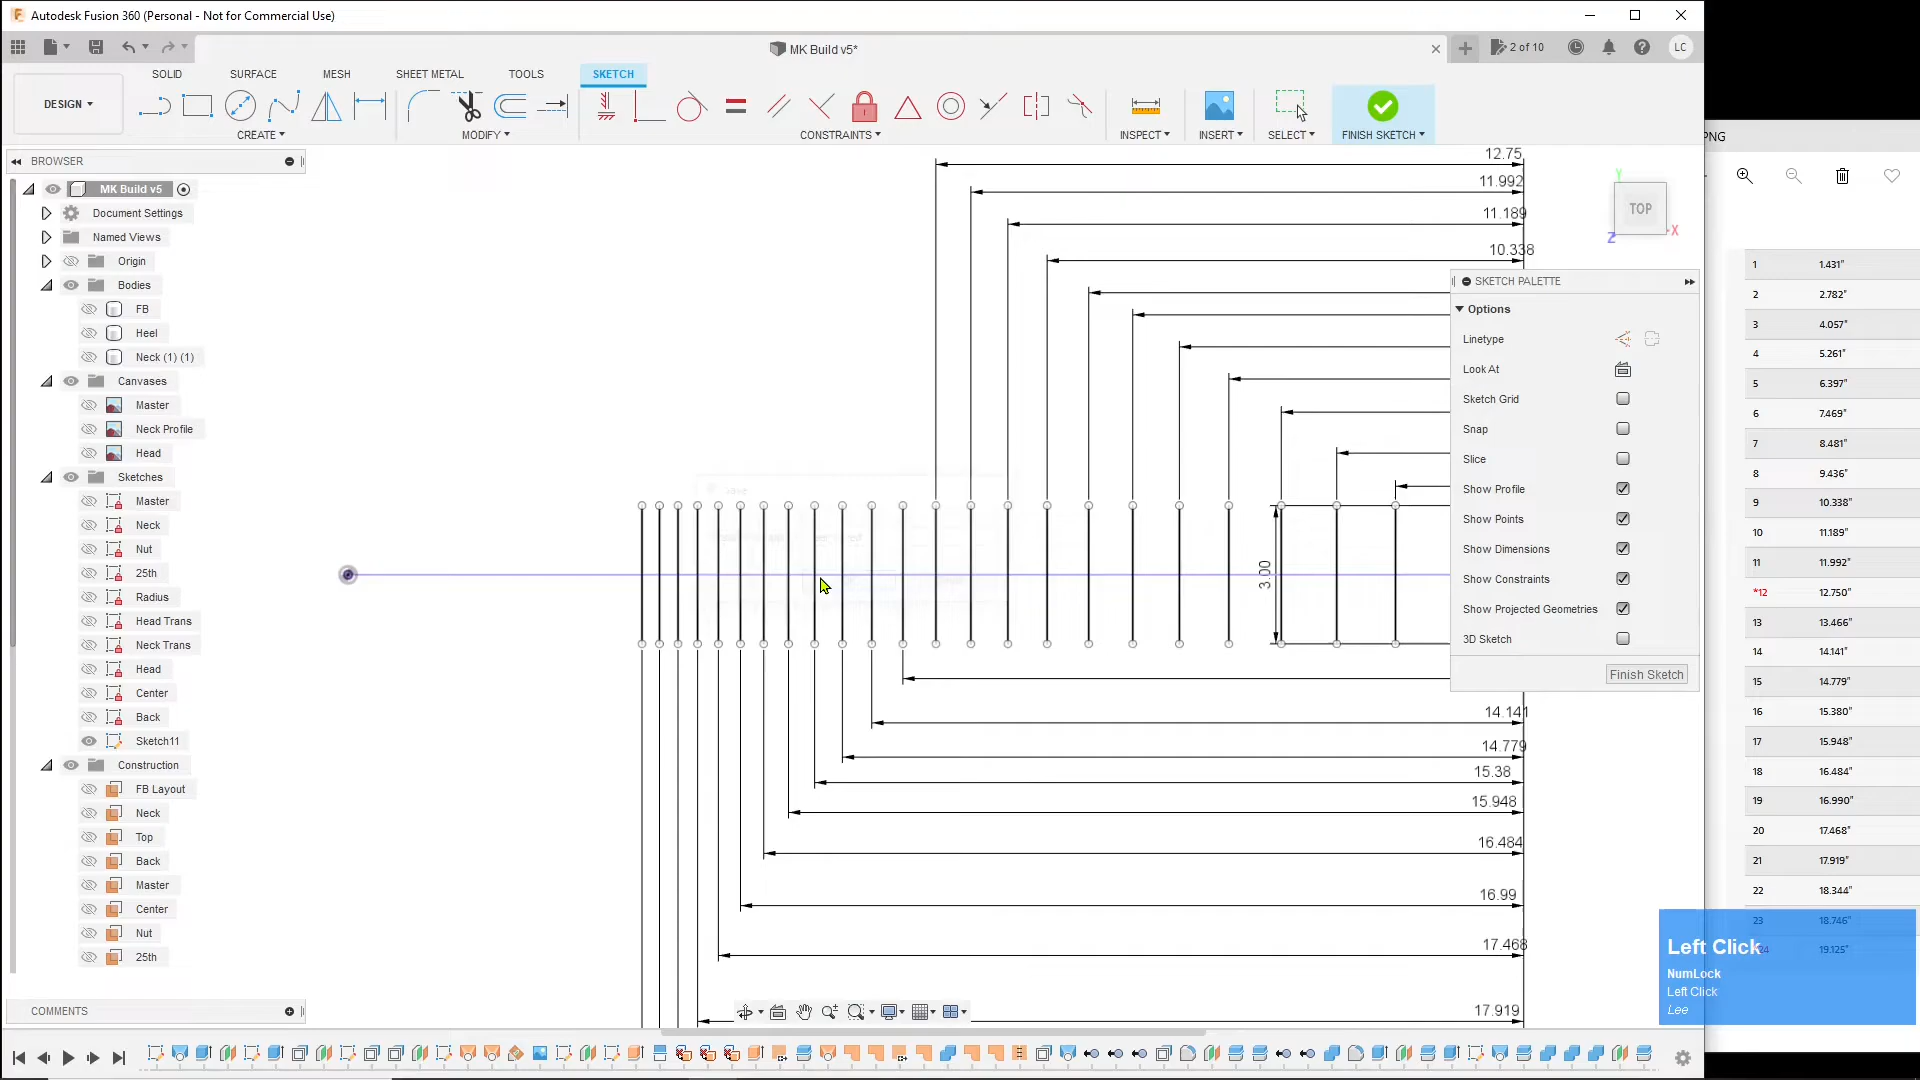 Autodesk Fusion 360 (Personal - Not for Commercial Use)
MK Build v5*
2 of 10
LC
DESIGN
SOLID
SURFACE
MESH
SHEET METAL
TOOLS
SKETCH
CREATE
MODIFY
CONSTRAINTS
INSPECT
INSERT
SELECT
FINISH SKETCH
PNG
BROWSER
MK Build v5
Document Settings
Named Views
Origin
Bodies
FB
Heel
Neck (1) (1)
Canvases
Master
Neck Profile
Head
Sketches
Master
Neck
Nut
25th
Radius
Head Trans
Neck Trans
Head
Center
Back
Sketch11
Construction
FB Layout
Neck
Top
Back
Master
Center
Nut
25th
COMMENTS
12.75
11.992
11.189
10.338
3.00
14.141
14.779
15.38
15.948
16.484
16.99
17.468
17.919
Y
TOP
X
Z
SKETCH PALETTE
Options
Linetype
Look At
Sketch Grid
Snap
Slice
Show Profile
Show Points
Show Dimensions
Show Constraints
Show Projected Geometries
3D Sketch
Finish Sketch
1 1.431"
2 2.782"
3 4.057"
4 5.261"
5 6.397"
6 7.469"
7 8.481"
8 9.436"
9 10.338"
10 11.189"
11 11.992"
*12 12.750"
13 13.466"
14 14.141"
15 14.779"
16 15.380"
17 15.948"
18 16.484"
19 16.990"
20 17.468"
21 17.919"
22 18.344"
23 18.746"
24 19.125"
Left Click
NumLock
Left Click
Lee